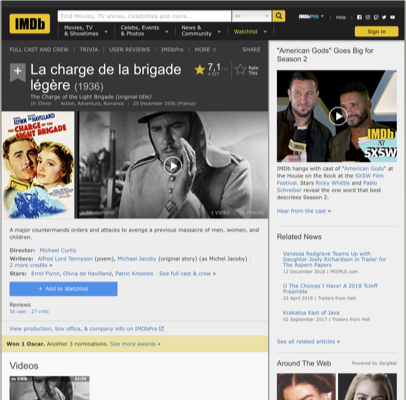 IMDb
Find Movies, TV shows, Celebrities and more...
All
IMDbPro
Help
Movies, TV & Showtimes
Celebs, Events & Photos
News & Community
Watchlist
Sign in
FULL CAST AND CREW | TRIVIA | USER REVIEWS | IMDbPro | MORE
SHARE
La charge de la brigade légère (1936)
7,1
Rate This
The Charge of the Light Brigade (original title)
1h 55min | Action, Adventure, Romance | 25 December 1936 (France)
FLYNN
THE CHARGE OF THE LIGHT BRIGADE
1 VIDEO
A major countermands orders and attacks to avenge a previous massacre of men, women, and children.
Director: Michael Curtiz
Writers: Alfred Lord Tennyson (poem), Michael Jacoby (original story) (as Michel Jacoby) |
2 more credits »
Stars: Errol Flynn, Olivia de Havilland, Patric Knowles | See full cast & crew »
+ Add to Watchlist
Reviews
55 user | 27 critic
View production, box office, & company info on IMDbPro
Won 1 Oscar. Another 3 nominations. See more awards »
Videos
"American Gods" Goes Big for Season 2
IMDb
AT
SXSW
IMDb hangs with cast of "American Gods" at the House on the Rock at the SXSW Film Festival. Stars Ricky Whittle and Pablo Schreiber reveal the one word that best describes Season 2.
Hear from the cast »
Related News
Vanessa Redgrave Teams Up with Daughter Joely Richardson in Trailer for The Aspern Papers
12 December 2018 | PEOPLE.com
O The Choices I Have! A 2018 Tcmff Preamble
23 April 2018 | Trailers from Hell
Krakatoa East of Java
02 September 2017 | Trailers from Hell
See all related articles »
Around The Web
Powered by ZergNet